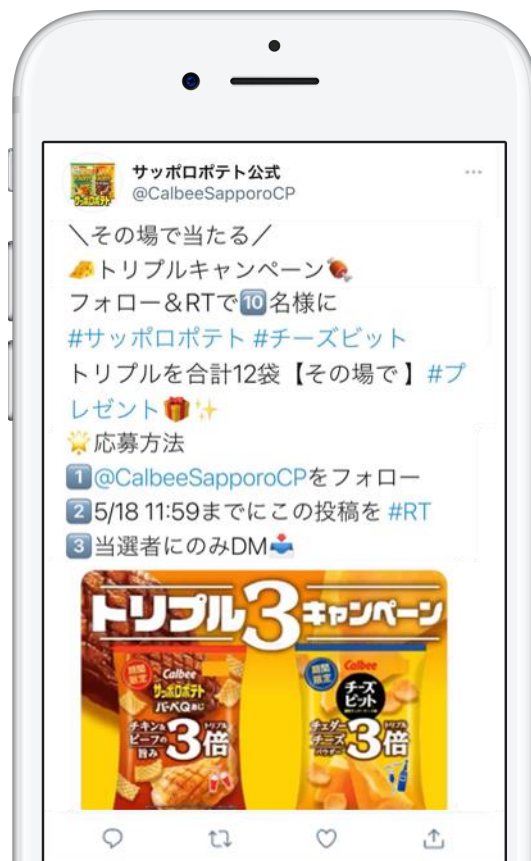 サッポロポテト公式
@CalbeeSapporoCP
＼その場で当たる／
🧀トリプルキャンペーン🍖
フォロー＆RTで🔟名様に
#サッポロポテト #チーズビット
トリプルを合計12袋【その場で】#プ
レゼント🎁✨
🌟応募方法
1️⃣@CalbeeSapporoCPをフォロー
2️⃣5/18 11:59までにこの投稿を #RT
3️⃣当選者にのみDM📥
トリプル3キャンペーン
期間限定
Calbee
サッポロポテト
バーベQあじ
チキン&
ビーフの
旨み
3倍
トリプル
期間限定
Calbee
チーズ
ビット
チェダー
チーズ
パウダー
3倍
トリプル